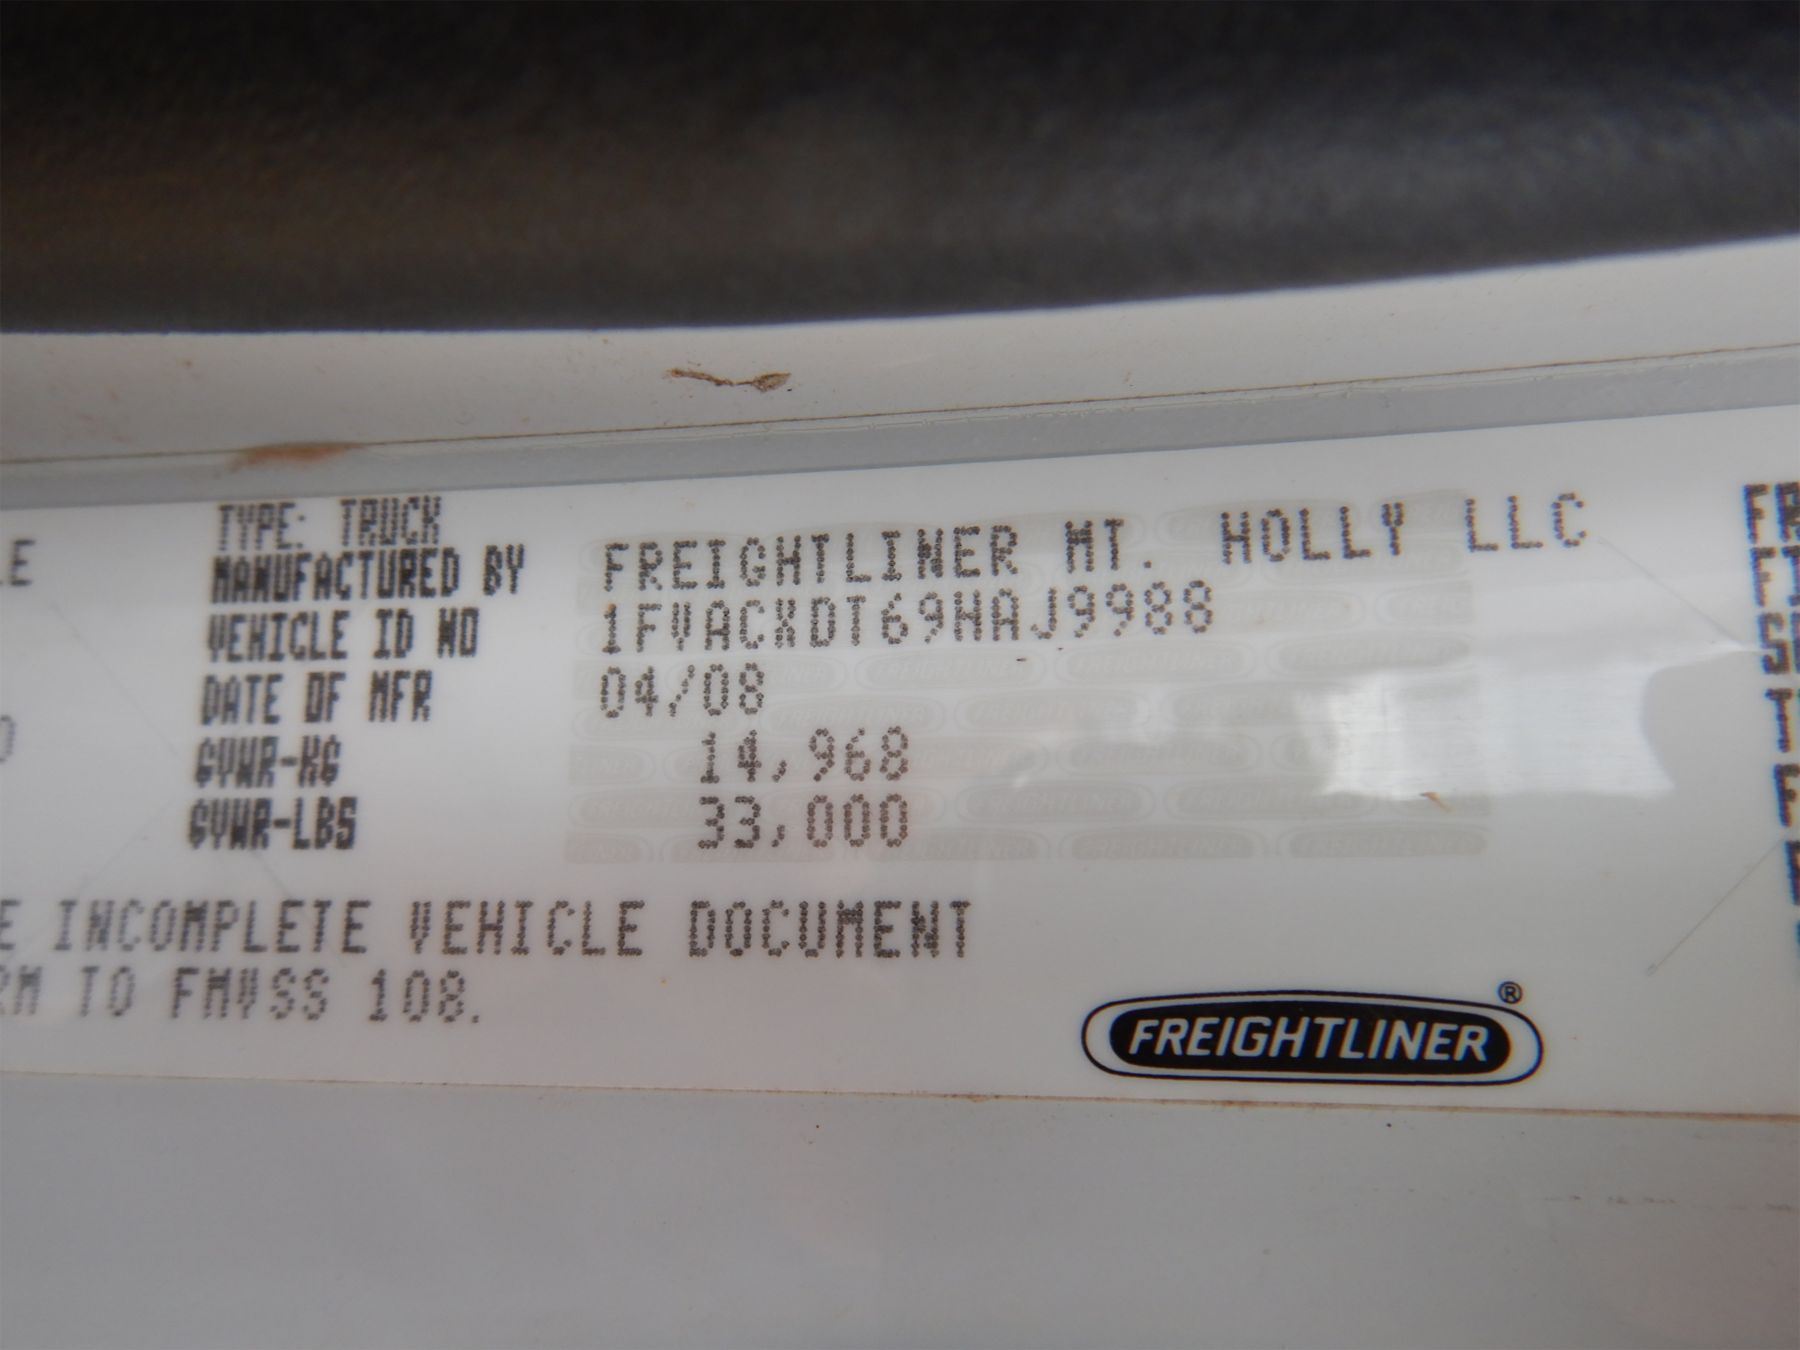 TYPE: TRUCK
MANUFACTURED BY FREIGHTLINER MT. HOLLY LLC
VEHICLE ID NO 1FVACXDT69HAJ9988
DATE OF MFR 04/08
GVWR-KG 14,968
GVWR-LBS 33,000
E INCOMPLETE VEHICLE DOCUMENT
TO FMVSS 108.
FREIGHTLINER®